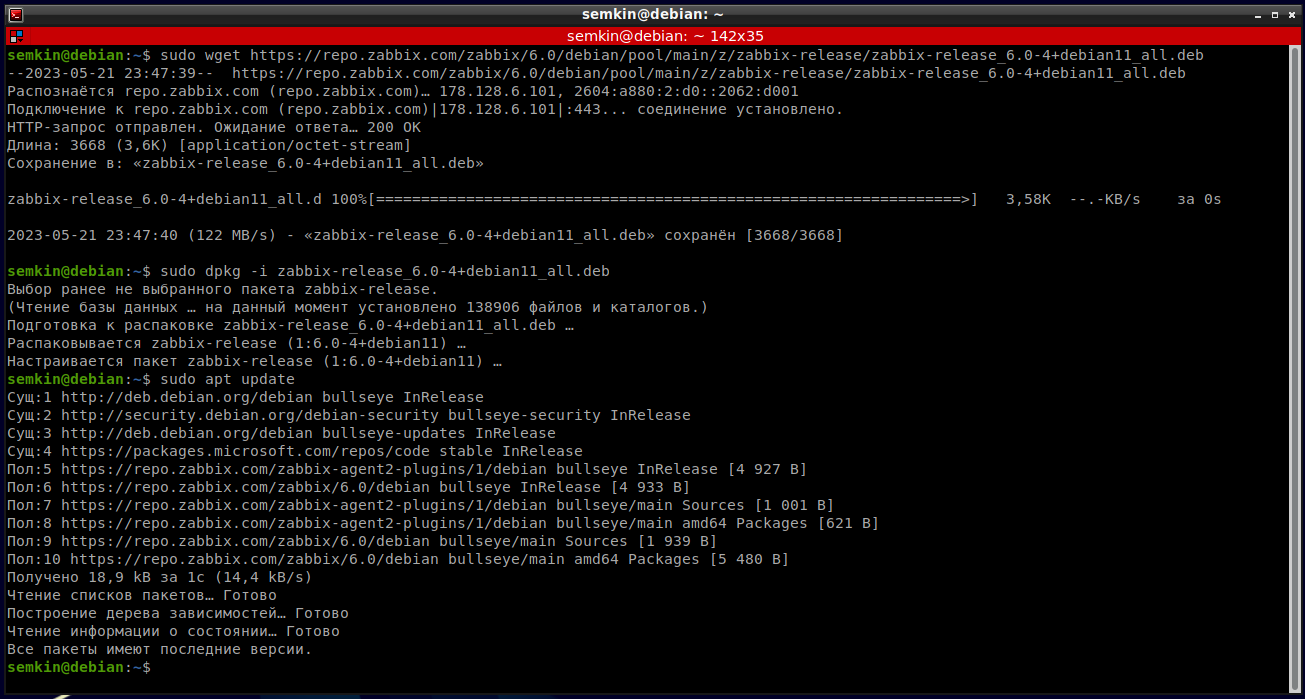 semkin@debian: ~
semkin@debian: ~ 142x35
semkin@debian:~$ sudo wget https://repo.zabbix.com/zabbix/6.0/debian/pool/main/z/zabbix-release/zabbix-release_6.0-4+debian11_all.deb
--2023-05-21 23:47:39--  https://repo.zabbix.com/zabbix/6.0/debian/pool/main/z/zabbix-release/zabbix-release_6.0-4+debian11_all.deb
Распознаётся repo.zabbix.com (repo.zabbix.com)… 178.128.6.101, 2604:a880:2:d0::2062:d001
Подключение к repo.zabbix.com (repo.zabbix.com)|178.128.6.101|:443... соединение установлено.
HTTP-запрос отправлен. Ожидание ответа… 200 OK
Длина: 3668 (3,6K) [application/octet-stream]
Сохранение в: «zabbix-release_6.0-4+debian11_all.deb»
zabbix-release_6.0-4+debian11_all.d 100%[=================================================================>]   3,58K  --.-KB/s    за 0s
2023-05-21 23:47:40 (122 MB/s) - «zabbix-release_6.0-4+debian11_all.deb» сохранён [3668/3668]
semkin@debian:~$ sudo dpkg -i zabbix-release_6.0-4+debian11_all.deb
Выбор ранее не выбранного пакета zabbix-release.
(Чтение базы данных … на данный момент установлено 138906 файлов и каталогов.)
Подготовка к распаковке zabbix-release_6.0-4+debian11_all.deb …
Распаковывается zabbix-release (1:6.0-4+debian11) …
Настраивается пакет zabbix-release (1:6.0-4+debian11) …
semkin@debian:~$ sudo apt update
Сущ:1 http://deb.debian.org/debian bullseye InRelease
Сущ:2 http://security.debian.org/debian-security bullseye-security InRelease
Сущ:3 http://deb.debian.org/debian bullseye-updates InRelease
Сущ:4 https://packages.microsoft.com/repos/code stable InRelease
Пол:5 https://repo.zabbix.com/zabbix-agent2-plugins/1/debian bullseye InRelease [4 927 B]
Пол:6 https://repo.zabbix.com/zabbix/6.0/debian bullseye InRelease [4 933 B]
Пол:7 https://repo.zabbix.com/zabbix-agent2-plugins/1/debian bullseye/main Sources [1 001 B]
Пол:8 https://repo.zabbix.com/zabbix-agent2-plugins/1/debian bullseye/main amd64 Packages [621 B]
Пол:9 https://repo.zabbix.com/zabbix/6.0/debian bullseye/main Sources [1 939 B]
Пол:10 https://repo.zabbix.com/zabbix/6.0/debian bullseye/main amd64 Packages [5 480 B]
Получено 18,9 kB за 1с (14,4 kB/s)
Чтение списков пакетов… Готово
Построение дерева зависимостей… Готово
Чтение информации о состоянии… Готово
Все пакеты имеют последние версии.
semkin@debian:~$